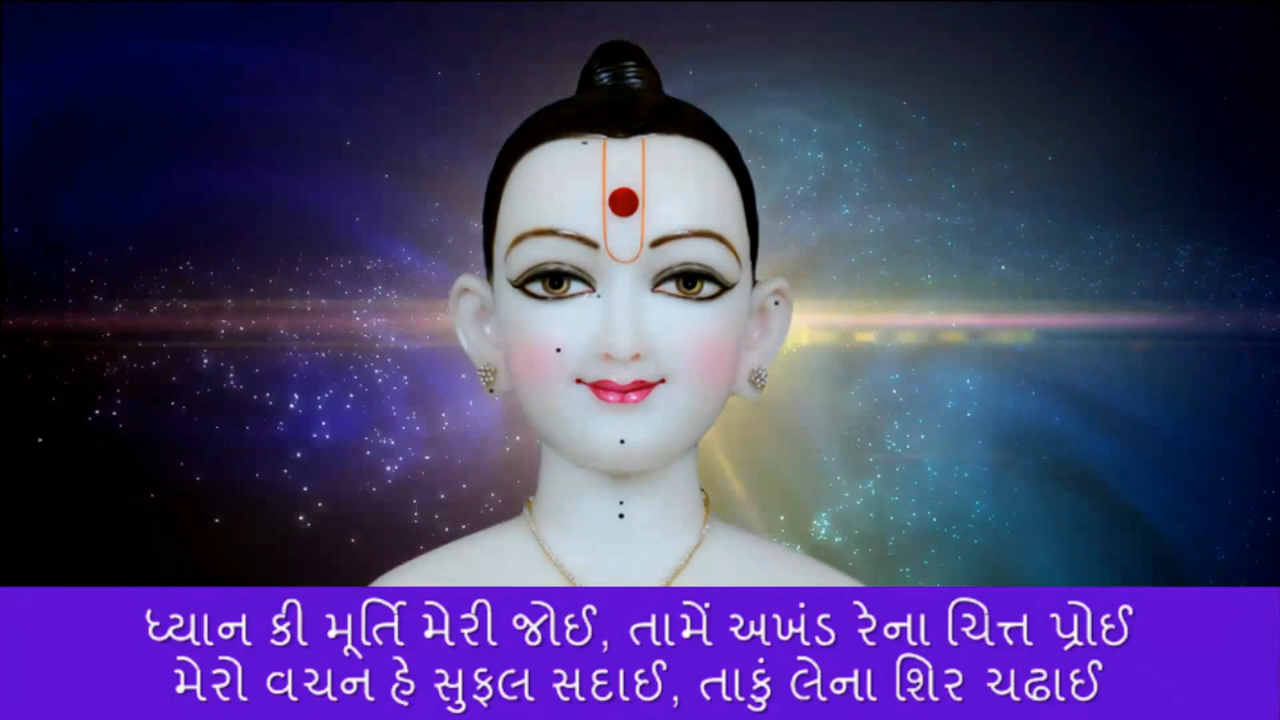 ધ્યાન કી મૂર્તિ મેરી જોઈ, તામેં અખંડ રેના ચિત્ત પ્રોઈ
મેરો વચન હે સુફલ સદાઈ, તાકું લેના શિર ચઢાઈ